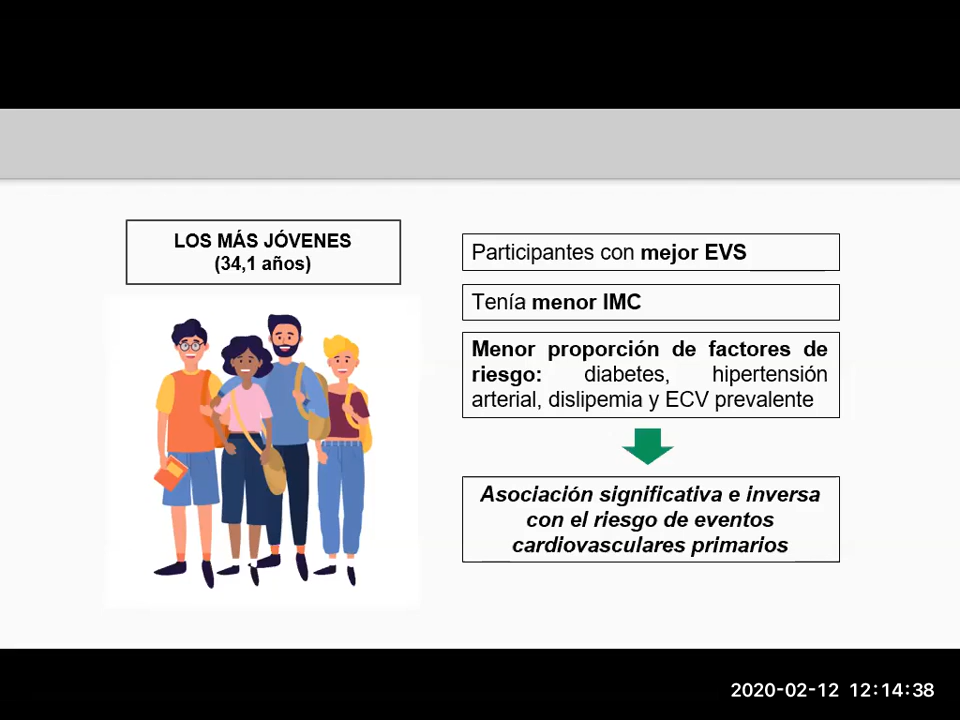 LOS MÁS JÓVENES
(34,1 años)
Participantes con mejor EVS
Tenía menor IMC
Menor proporción de factores de
riesgo: diabetes, hipertensión
arterial, dislipemia y ECV prevalente
Asociación significativa e inversa
con el riesgo de eventos
cardiovasculares primarios
2020-02-12 12:14:38